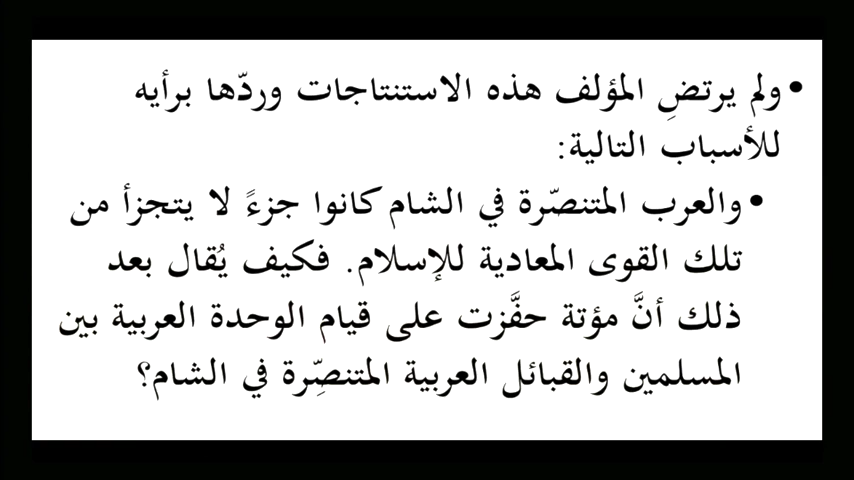 • ولم يرتضِ المؤلف هذه الاستنتاجات وردّها برأيه
للأسباب التالية:
• والعرب المتنصّرة في الشام كانوا جزءً لا يتجزأ من
تلك القوى المعادية للإسلام. فكيف يُقال بعد
ذلك أنَّ مؤتة حفَّزت على قيام الوحدة العربية بين
المسلمين والقبائل العربية المتنصِّرة في الشام؟